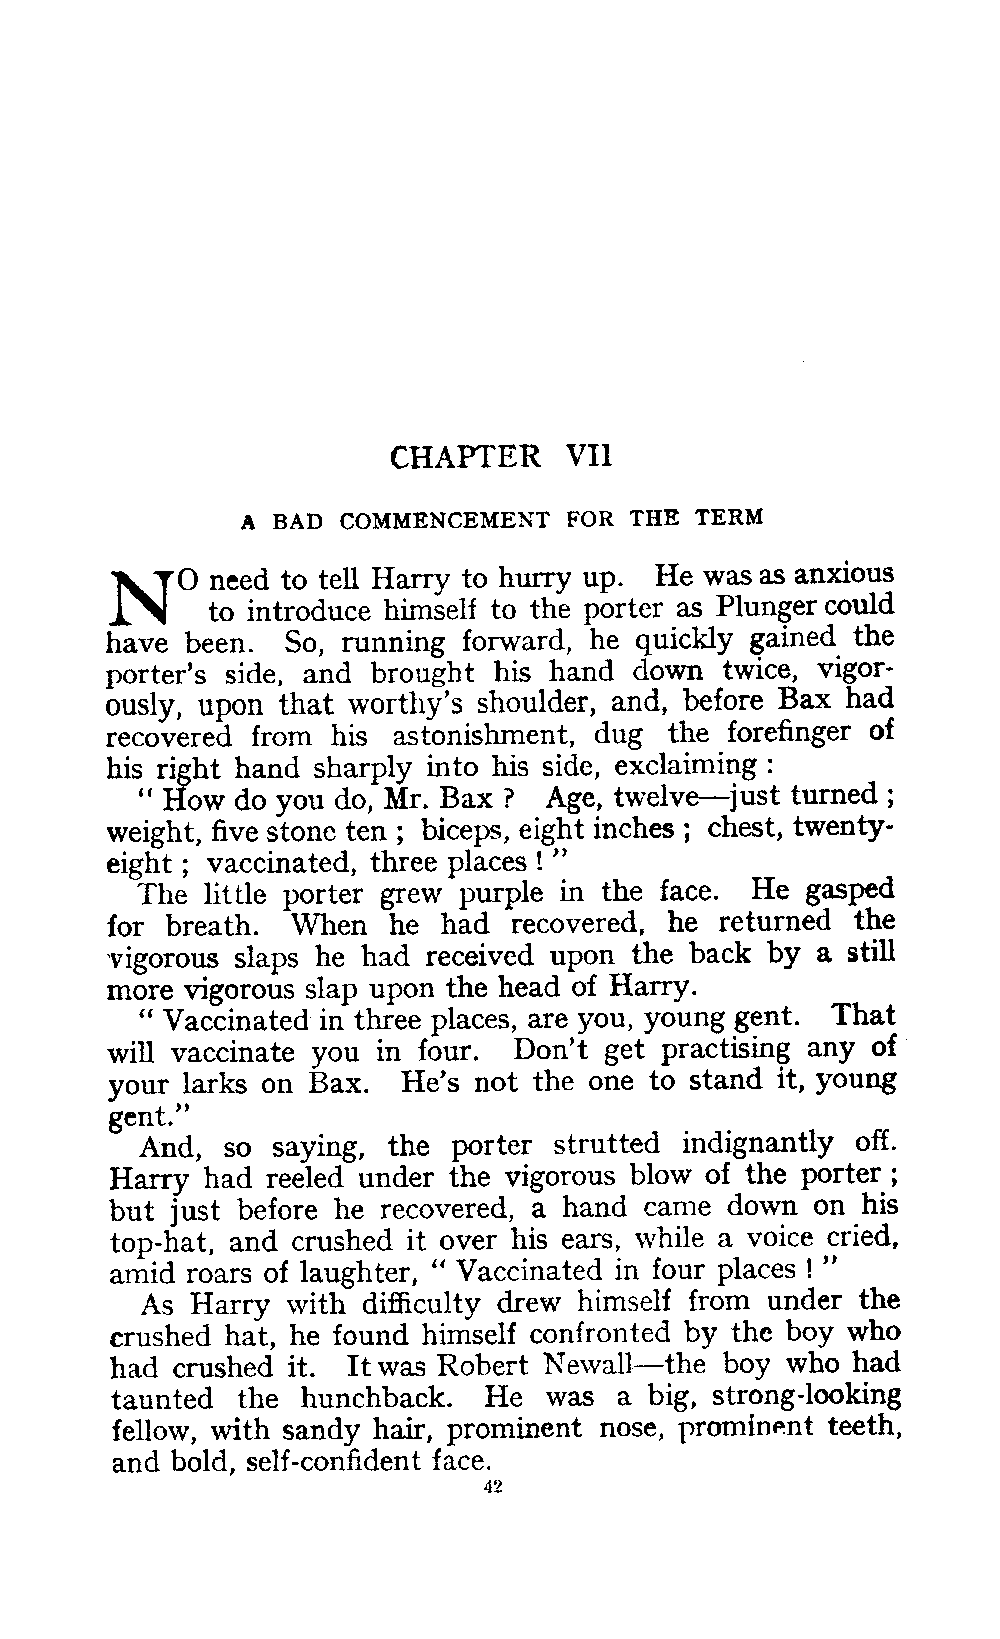 CHAPTER VII
A BAD COMMENCEMENT FOR THE TERM
NO need to tell Harry to hurry up. He was as anxious
to introduce himself to the porter as Plunger could
have been. So, running forward, he quickly gained the
porter's side, and brought his hand down twice, vigor-
ously, upon that worthy's shoulder, and, before Bax had
recovered from his astonishment, dug the forefinger of
his right hand sharply into his side, exclaiming :
" How do you do, Mr. Bax ? Age, twelve—just turned ;
weight, five stone ten ; biceps, eight inches ; chest, twenty-
eight ; vaccinated, three places ! "
The little porter grew purple in the face. He gasped
for breath. When he had recovered, he returned the
vigorous slaps he had received upon the back by a still
more vigorous slap upon the head of Harry.
" Vaccinated in three places, are you, young gent. That
will vaccinate you in four. Don't get practising any of
your larks on Bax. He's not the one to stand it, young
gent."
And, so saying, the porter strutted indignantly off.
Harry had reeled under the vigorous blow of the porter ;
but just before he recovered, a hand came down on his
top-hat, and crushed it over his ears, while a voice cried,
amid roars of laughter, " Vaccinated in four places ! "
As Harry with difficulty drew himself from under the
crushed hat, he found himself confronted by the boy who
had crushed it. It was Robert Newall—the boy who had
taunted the hunchback. He was a big, strong-looking
fellow, with sandy hair, prominent nose, prominent teeth,
and bold, self-confident face.
42